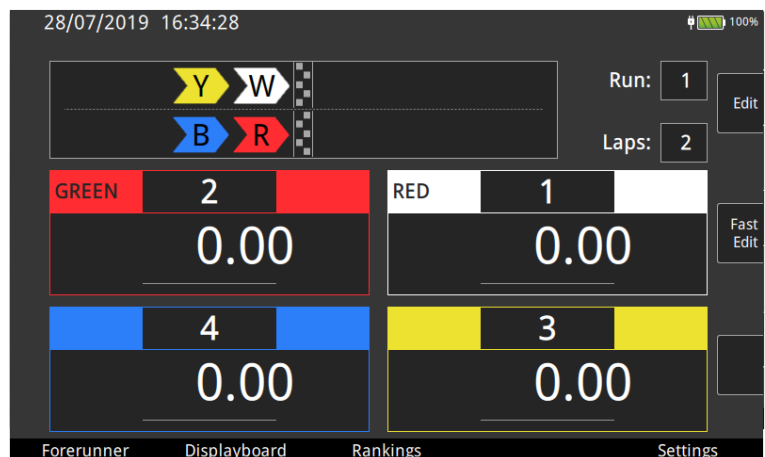 28/07/2019 16:34:28 100%
Y W Run: 1
Edit
B R Laps: 2
GREEN 2 RED 1
0.00 0.00
Fast
Edit
4 3
0.00 0.00
Forerunner Displayboard Rankings Settings